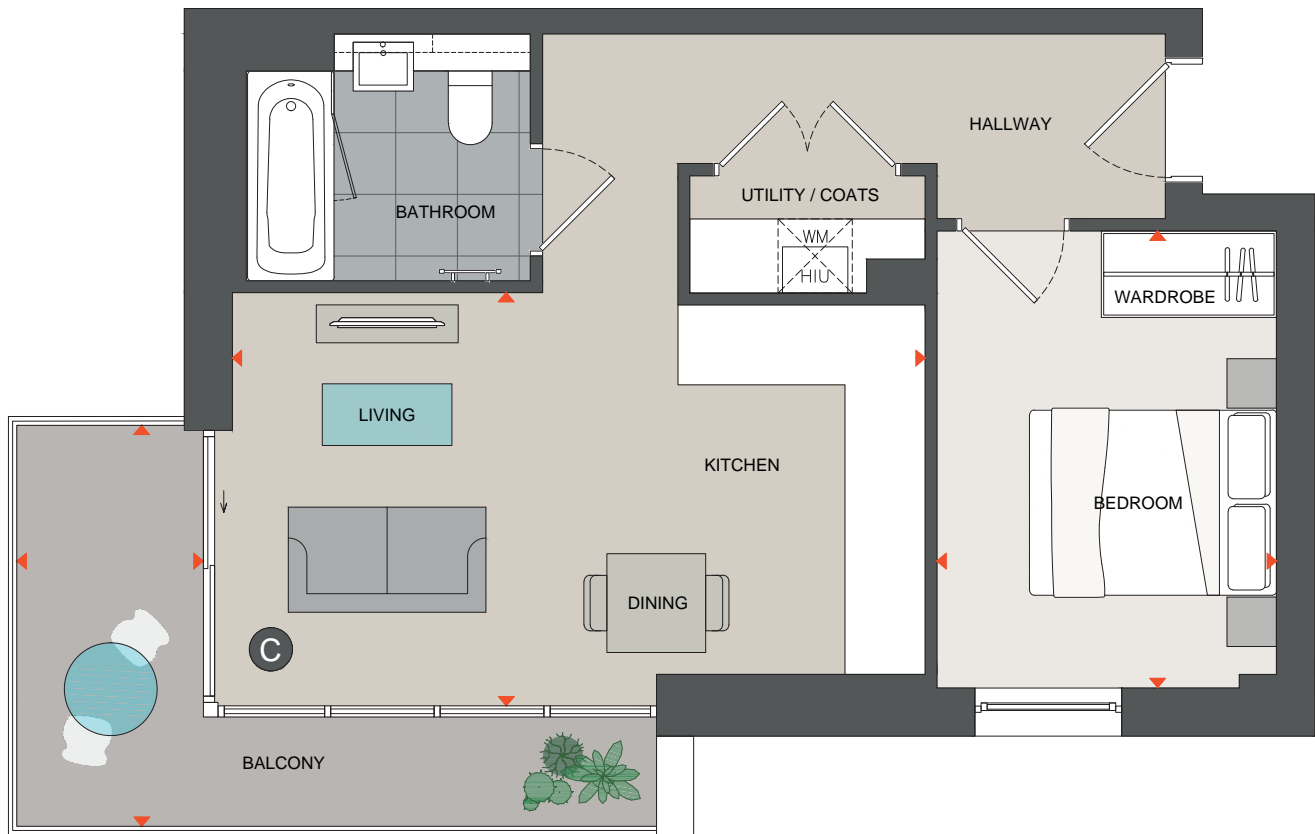 HALLWAY
UTILITY / COATS
BATHROOM
WM
HIU
WARDROBE
LIVING
KITCHEN
BEDROOM
DINING
C
BALCONY